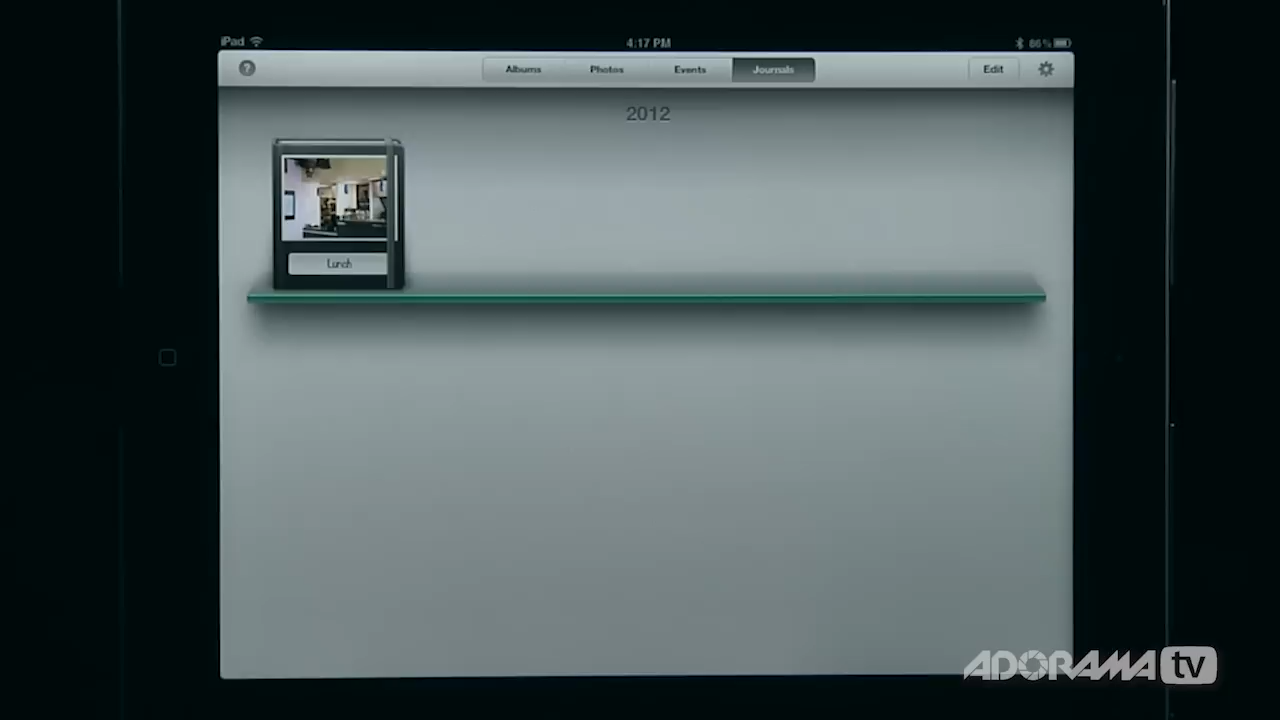 iPad 4:17 PM 86%
? Albums Photos Events Journals Edit
2012
Lunch
ADORAMA tv